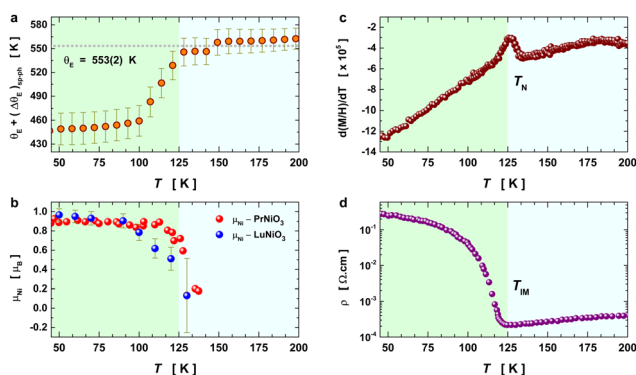 a
580
550
520
490
460
430
θE + (ΔθE)sp-ph
[ K ]
θE = 553(2) K
50 75 100 125 150 175 200
T [ K ]
b
1.0
0.8
0.6
0.4
0.2
0.0
-0.2
μNi [ μB ]
μNi – PrNiO3
μNi – LuNiO3
50 75 100 125 150 175 200
T [ K ]
c
-2
-4
-6
-8
-10
-12
-14
d(M/H)/dT [ x 10⁵ ]
TN
50 75 100 125 150 175 200
T [ K ]
d
10⁰
10⁻¹
10⁻²
10⁻³
10⁻⁴
ρ [ Ω.cm ]
TIM
50 75 100 125 150 175 200
T [ K ]